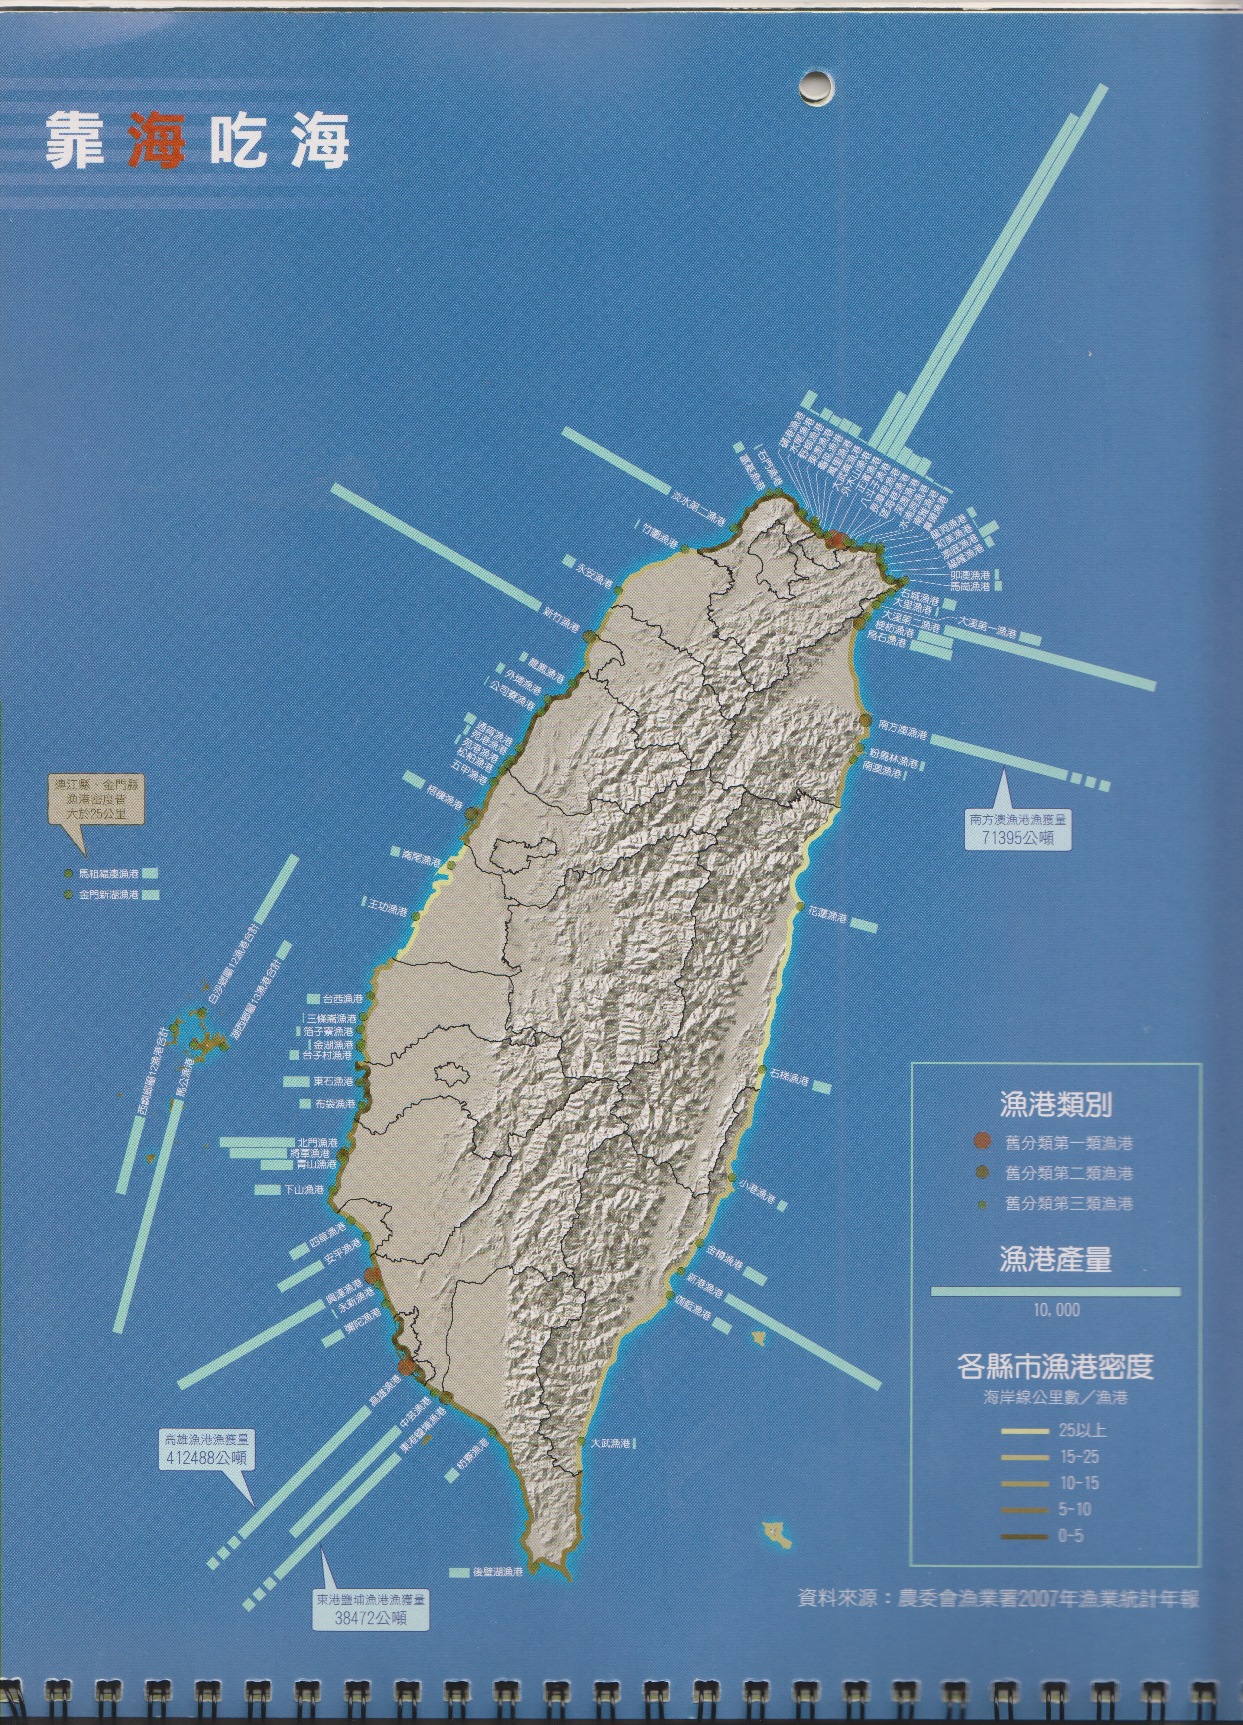 靠海吃海
石門漁港
富基漁港
淡水第二漁港
竹圍漁港
永安漁港
新竹漁港
龍鳳漁港
外埔漁港
公司寮漁港
通宵漁港
苑港漁港
松柏漁港
五甲漁港
梧棲漁港
崙尾漁港
王功漁港
龍洞漁港
和美漁港
澳底漁港
福隆漁港
卯澳漁港
馬崗漁港
石城漁港
大里漁港
大溪第一漁港
大溪第二漁港
梗枋漁港
烏石漁港
南方澳漁港
粉鳥林漁港
南澳漁港
南方澳漁港漁獲量
71395公噸
連江縣、金門縣
漁港密度皆
大於25公里
馬祖福澳漁港
金門新湖漁港
白沙鄉屬12漁港合計
湖西鄉屬13漁港合計
西嶼鄉屬12漁港合計
馬公漁港
花蓮漁港
台西漁港
三條崙漁港
箔子寮漁港
金湖漁港
台子村漁港
東石漁港
布袋漁港
北門漁港
將軍漁港
青山漁港
下山漁港
四草漁港
安平漁港
興達漁港
永新漁港
彌陀漁港
高雄漁港
中芸漁港
東港鹽埔漁港
枋寮漁港
後壁湖漁港
石梯漁港
小港漁港
金樽漁港
新港漁港
伽藍漁港
大武漁港
高雄漁港漁獲量
412488公噸
東港鹽埔漁港漁獲量
38472公噸
漁港類別
舊分類第一類漁港
舊分類第二類漁港
舊分類第三類漁港
漁港產量
10,000
各縣市漁港密度
海岸線公里數／漁港
25以上
15-25
10-15
5-10
0-5
資料來源：農委會漁業署2007年漁業統計年報